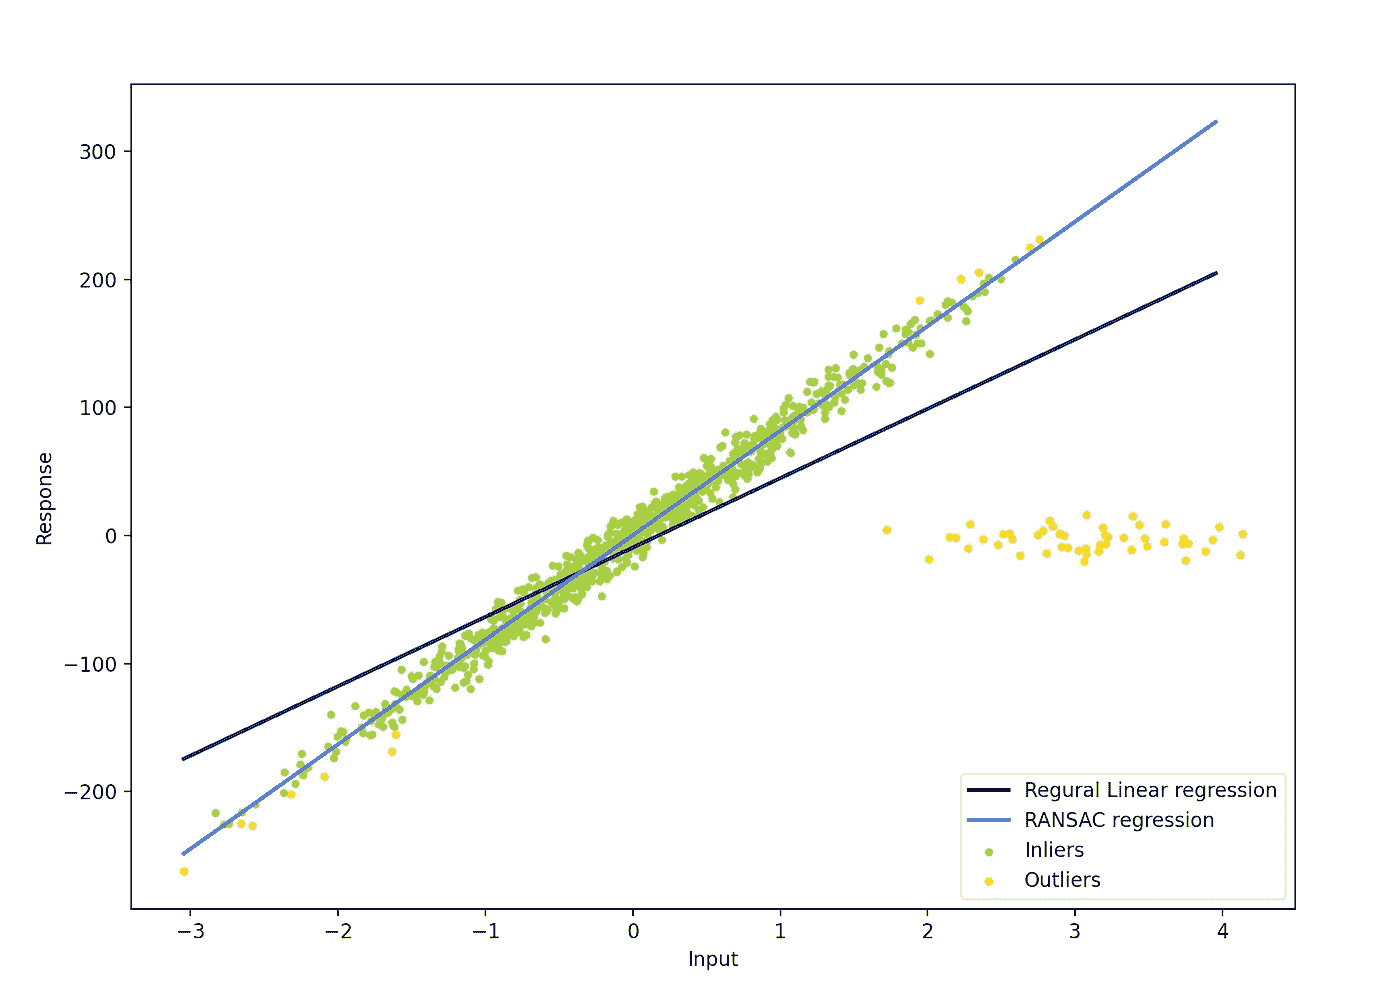 300
200
100
0
−100
−200
Response
−3 −2 −1 0 1 2 3 4
Input
Regural Linear regression
RANSAC regression
Inliers
Outliers